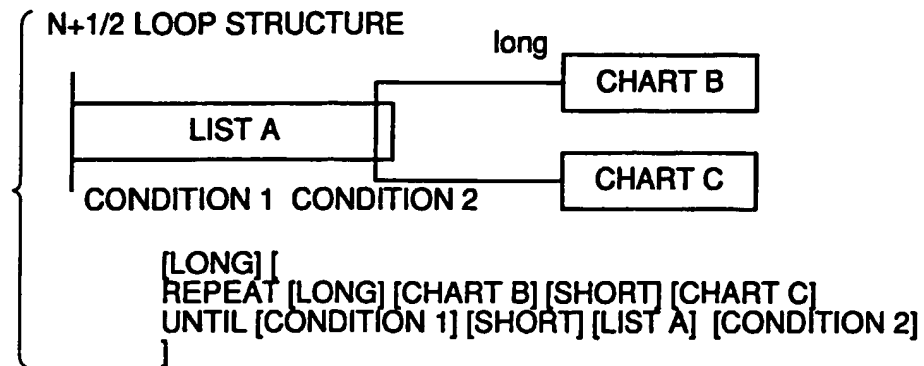 N+1/2 LOOP STRUCTURE
long
CHART B
LIST A
CHART C
CONDITION 1 CONDITION 2
[LONG] [
REPEAT [LONG] [CHART B] [SHORT] [CHART C]
UNTIL [CONDITION 1] [SHORT] [LIST A] [CONDITION 2]
]